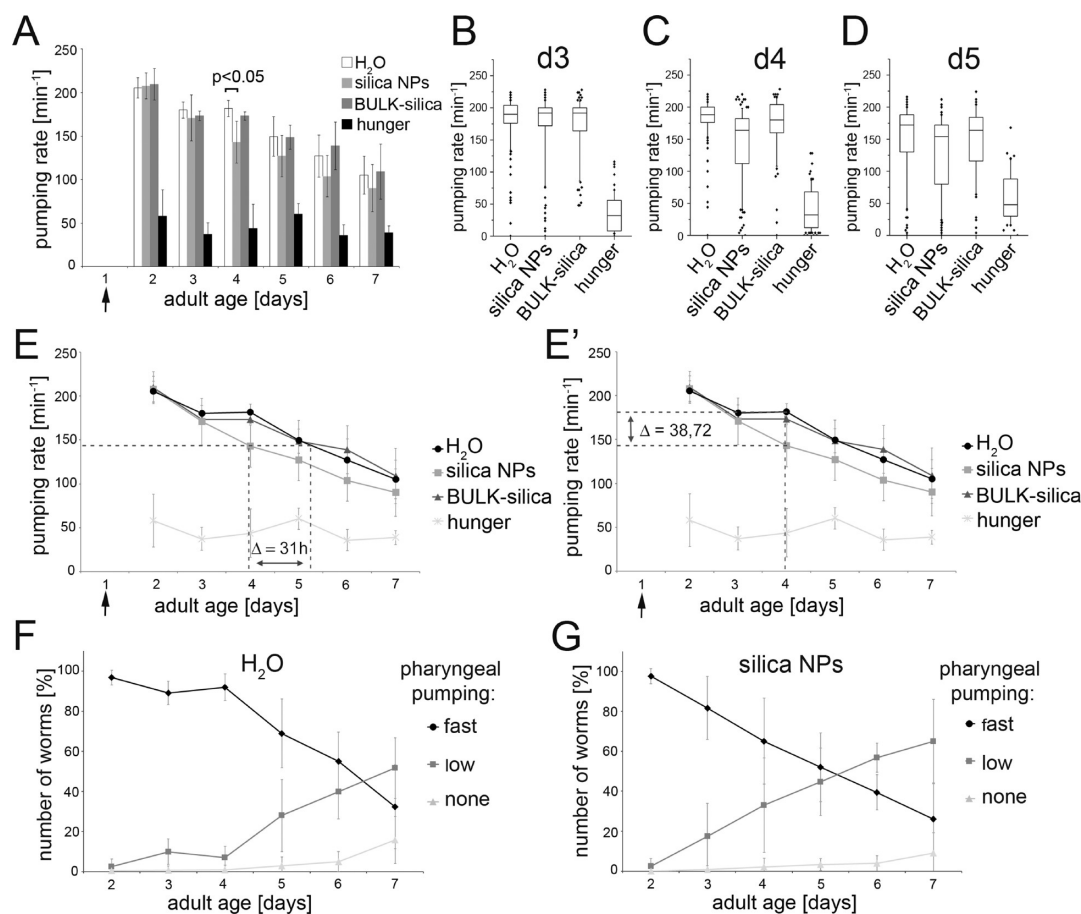 A
pumping rate [min⁻¹]
250
200
150
100
50
0
1 2 3 4 5 6 7
adult age [days]
p<0.05
H₂O
silica NPs
BULK-silica
hunger
B
d3
pumping rate [min⁻¹]
250
200
150
100
50
0
H₂O
silica NPs
BULK-silica
hunger
C
d4
pumping rate [min⁻¹]
250
200
150
100
50
0
H₂O
silica NPs
BULK-silica
hunger
D
d5
pumping rate [min⁻¹]
250
200
150
100
50
0
H₂O
silica NPs
BULK-silica
hunger
E
pumping rate [min⁻¹]
250
200
150
100
50
0
Δ = 31h
1 2 3 4 5 6 7
adult age [days]
H₂O
silica NPs
BULK-silica
hunger
E’
pumping rate [min⁻¹]
250
200
150
100
50
0
Δ = 38,72
1 2 3 4 5 6 7
adult age [days]
H₂O
silica NPs
BULK-silica
hunger
F
H₂O
number of worms [%]
100
80
60
40
20
0
2 3 4 5 6 7
adult age [days]
pharyngeal
pumping:
fast
low
none
G
silica NPs
number of worms [%]
100
80
60
40
20
0
2 3 4 5 6 7
adult age [days]
pharyngeal
pumping:
fast
low
none